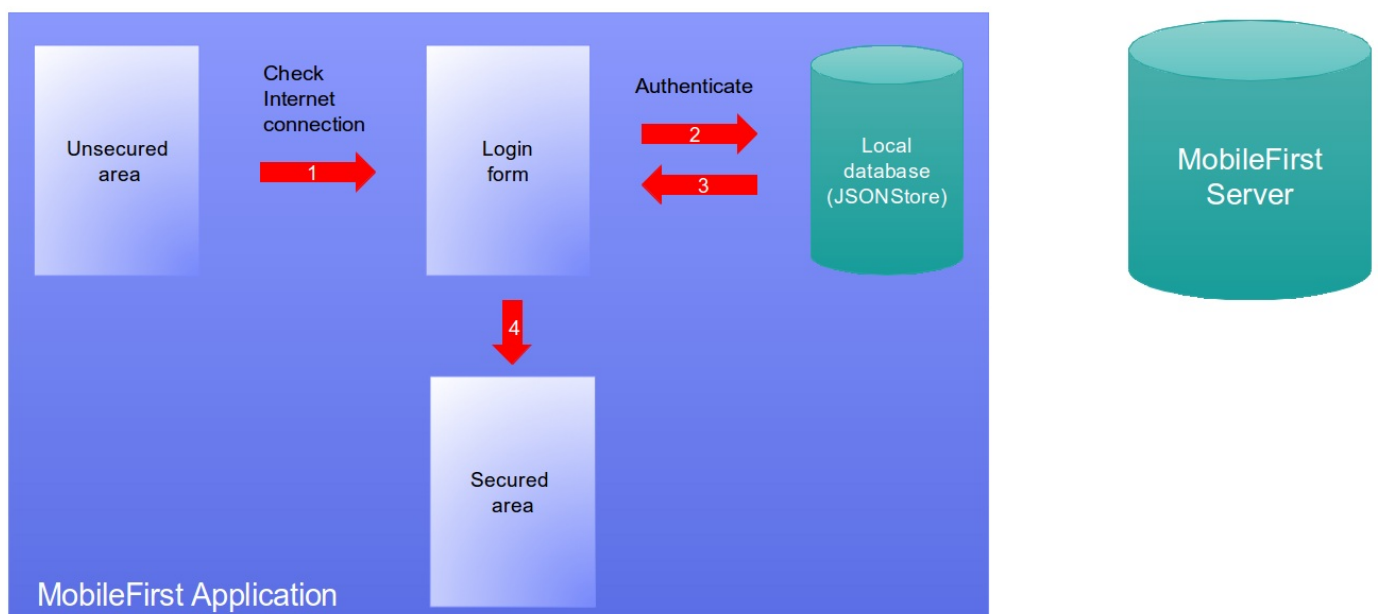 Unsecured
area
Check
Internet
connection
1
Login
form
Authenticate
2
3
Local
database
(JSONStore)
MobileFirst
Server
4
Secured
area
MobileFirst Application